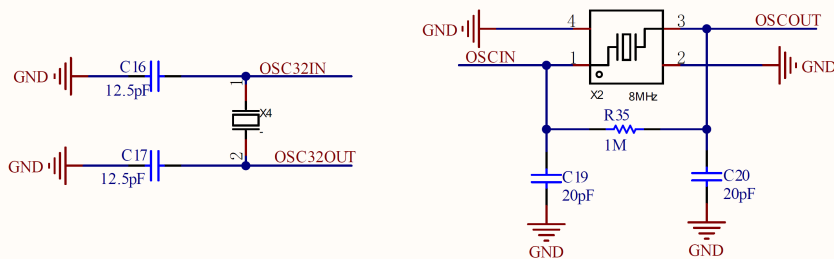 C16
GND
12.5pF
OSC32IN
1
X4
-
C17
GND
12.5pF
2
OSC32OUT
GND
4
3
OSCOUT
OSCIN
1
2
GND
X2
8MHz
R35
1M
C19
20pF
GND
C20
20pF
GND